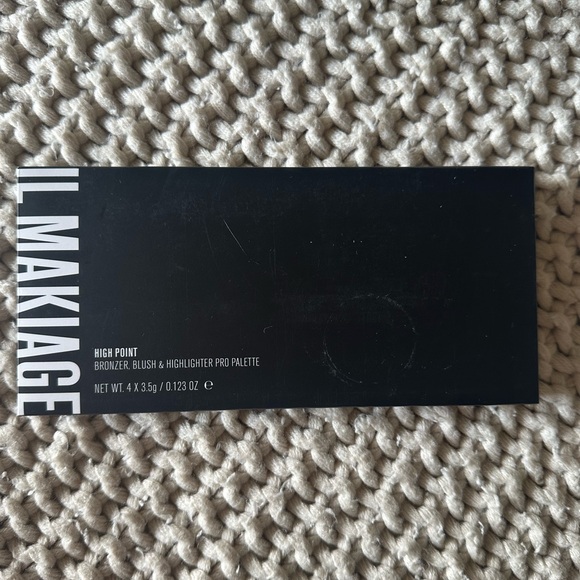 IL MAKIAGE
HIGH POINT
BRONZER, BLUSH & HIGHLIGHTER PRO PALETTE
NET WT. 4 X 3.5g / 0.123 OZ ℮